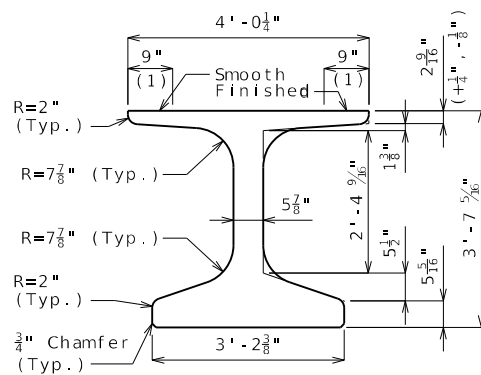 4'-0¼"
9"
(1)
9"
(1)
Smooth
Finished
2 9/16"
(+¼", -⅛")
R=2"
(Typ.)
R=7⅞" (Typ.)
1⅜"
5⅞"
2'-4 9/16"
3'-7 5/16"
R=7⅞" (Typ.)
5½"
5 5/16"
R=2"
(Typ.)
¾" Chamfer
(Typ.)
3'-2⅜"